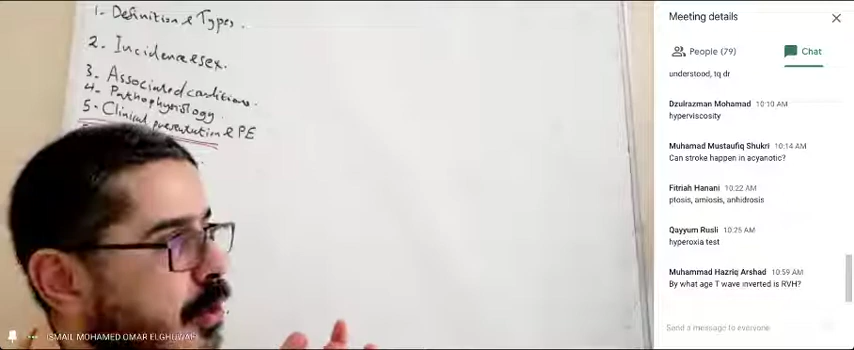 1- Definition & Types.
2. Incidence & sex.
3. Associated conditions.
4- Pathophysiology.
5- Clinical presentation & PE
ISMAIL MOHAMED OMAR ELGHUWAEL
Meeting details
People (79)
Chat
understood, tq dr
Dzulrazman Mohamad 10:10 AM
hyperviscosity
Muhamad Mustaufiq Shukri 10:14 AM
Can stroke happen in acyanotic?
Fitriah Hanani 10:22 AM
ptosis, amiosis, anhidrosis
Qayyum Rusli 10:25 AM
hyperoxia test
Muhammad Hazriq Arshad 10:59 AM
By what age T wave inverted is RVH?
Send a message to everyone